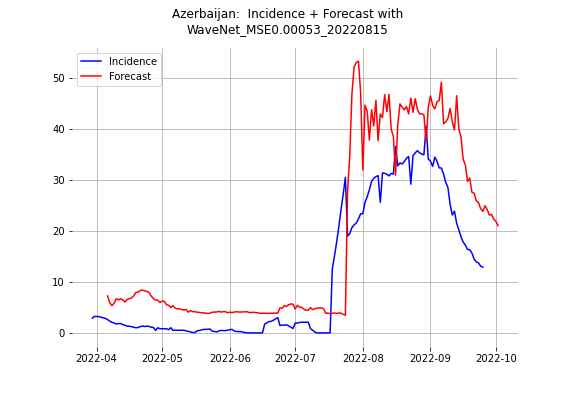 Azerbaijan:  Incidence + Forecast with
WaveNet_MSE0.00053_20220815
Incidence
Forecast
50
40
30
20
10
0
2022-04 2022-05 2022-06 2022-07 2022-08 2022-09 2022-10